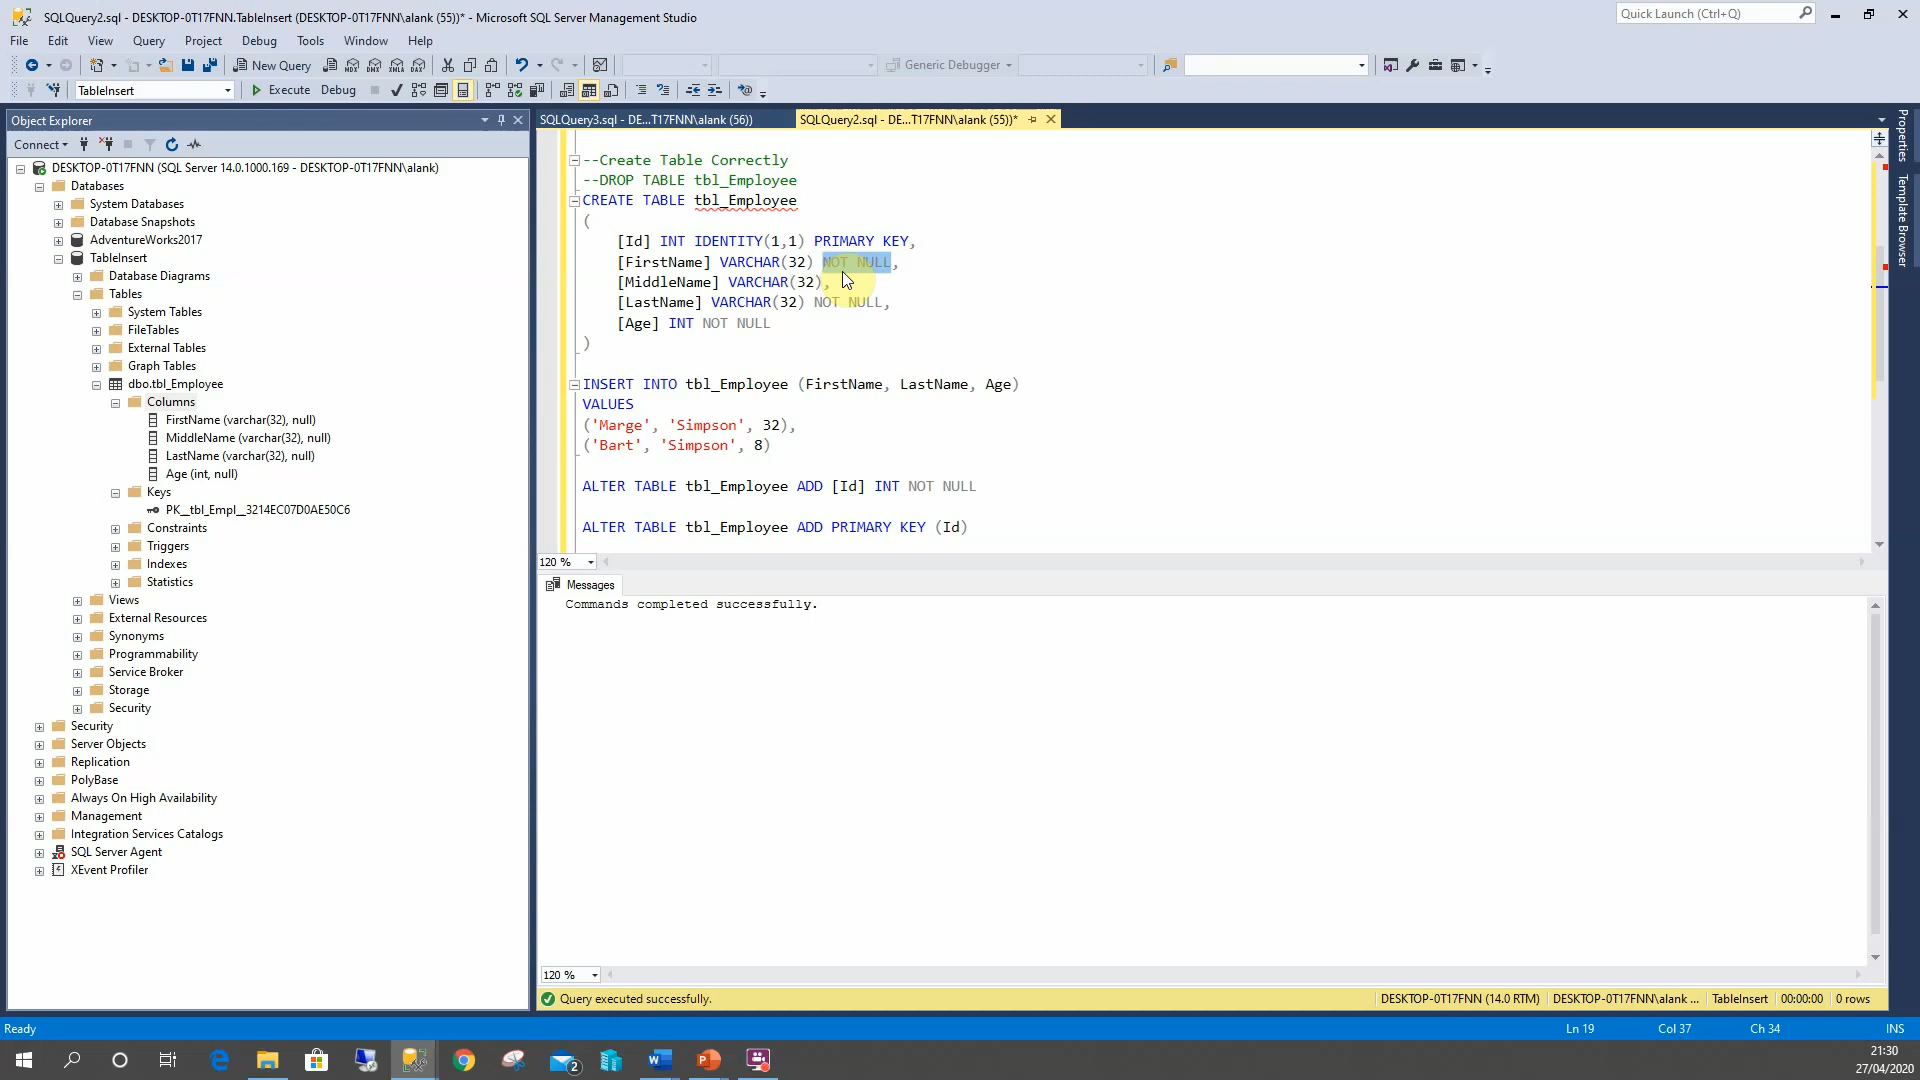 SQLQuery2.sql - DESKTOP-0T17FNN.TableInsert (DESKTOP-0T17FNN\alank (55))* - Microsoft SQL Server Management Studio
Quick Launch (Ctrl+Q)
File Edit View Query Project Debug Tools Window Help
New Query MDX DMX XMLA DAX Generic Debugger
TableInsert Execute Debug
Object Explorer
SQLQuery3.sql - DE...T17FNN\alank (56)) SQLQuery2.sql - DE...T17FNN\alank (55))*
Connect
DESKTOP-0T17FNN (SQL Server 14.0.1000.169 - DESKTOP-0T17FNN\alank)
Databases
System Databases
Database Snapshots
AdventureWorks2017
TableInsert
Database Diagrams
Tables
System Tables
FileTables
External Tables
Graph Tables
dbo.tbl_Employee
Columns
FirstName (varchar(32), null)
MiddleName (varchar(32), null)
LastName (varchar(32), null)
Age (int, null)
Keys
PK__tbl_Empl__3214EC07D0AE50C6
Constraints
Triggers
Indexes
Statistics
Views
External Resources
Synonyms
Programmability
Service Broker
Storage
Security
Security
Server Objects
Replication
PolyBase
Always On High Availability
Management
Integration Services Catalogs
SQL Server Agent
XEvent Profiler
--Create Table Correctly
--DROP TABLE tbl_Employee
CREATE TABLE tbl_Employee
(
[Id] INT IDENTITY(1,1) PRIMARY KEY,
[FirstName] VARCHAR(32) NOT NULL,
[MiddleName] VARCHAR(32),
[LastName] VARCHAR(32) NOT NULL,
[Age] INT NOT NULL
)
INSERT INTO tbl_Employee (FirstName, LastName, Age)
VALUES
('Marge', 'Simpson', 32),
('Bart', 'Simpson', 8)
ALTER TABLE tbl_Employee ADD [Id] INT NOT NULL
ALTER TABLE tbl_Employee ADD PRIMARY KEY (Id)
120 %
Messages
Commands completed successfully.
120 %
Query executed successfully. DESKTOP-0T17FNN (14.0 RTM) DESKTOP-0T17FNN\alank ... TableInsert 00:00:00 0 rows
Properties
Template Browser
Ready Ln 19 Col 37 Ch 34 INS
2
21:30
27/04/2020